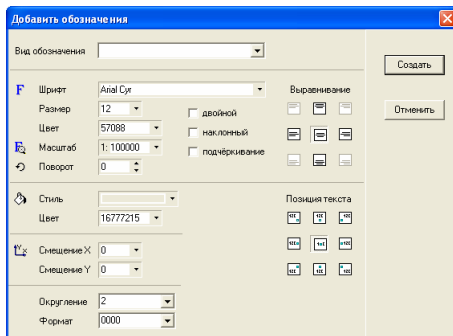 Добавить обозначения
Вид обозначения
Создать
Шрифт Arial Cyr Выравнивание
Размер 12 двойной Отменить
Цвет 57088 наклонный
Масштаб 1: 100000 подчёркивание
Поворот 0
Стиль Позиция текста
Цвет 16777215
Смещение X 0
Смещение Y 0
Округление 2
Формат 0000